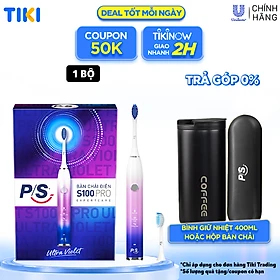 TIKI
DEAL TỐT MỖI NGÀY
COUPON
50K
TIKINOW
GIAO NHANH 2H
Unilever
CHÍNH HÃNG
1 BỘ
TRẢ GÓP 0%
P/S
BÀN CHẢI ĐIỆN
S100 PRO
EXPERTCARE
Ultra Violet
P/S
COFFEE
P/S
BÌNH GIỮ NHIỆT 400ML
HOẶC HỘP BÀN CHẢI
*Chỉ áp dụng cho đơn hàng Tiki Trading
*Số lượng quà tặng/coupon có hạn